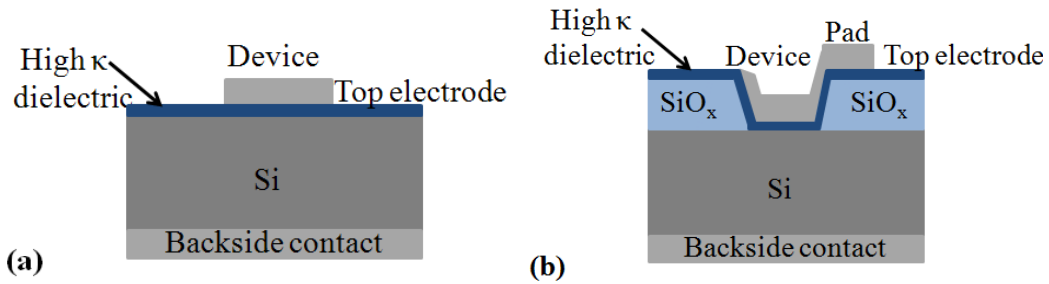 High κ
dielectric
Device
Top electrode
Si
Backside contact
(a)
High κ
dielectric
Device
Pad
Top electrode
SiOₓ
SiOₓ
Si
Backside contact
(b)